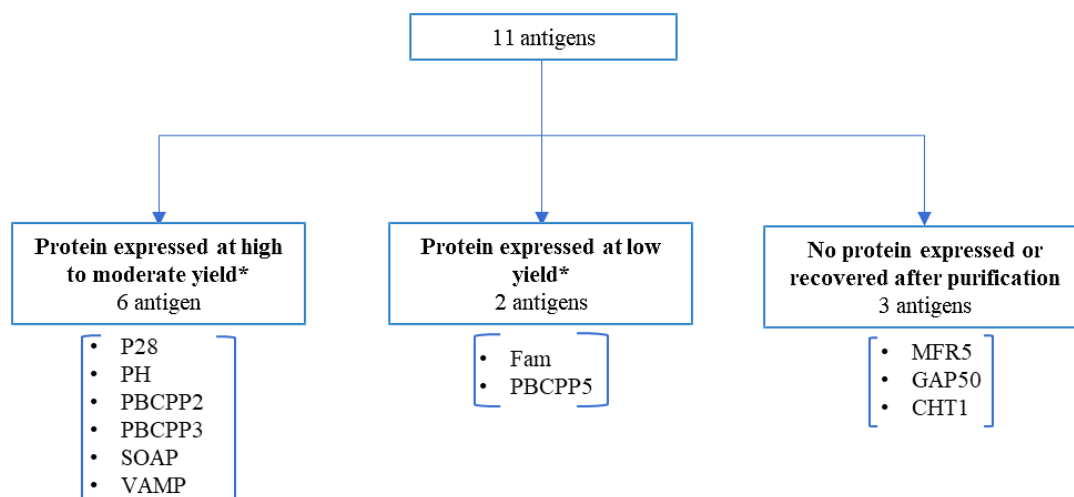 11 antigens
Protein expressed at high
to moderate yield*
6 antigen
• P28
• PH
• PBCPP2
• PBCPP3
• SOAP
• VAMP
Protein expressed at low
yield*
2 antigens
• Fam
• PBCPP5
No protein expressed or
recovered after purification
3 antigens
• MFR5
• GAP50
• CHT1